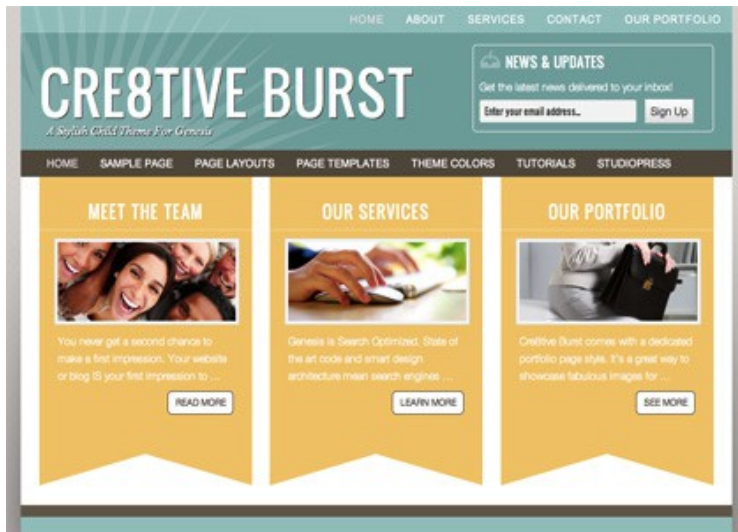 HOME ABOUT SERVICES CONTACT OUR PORTFOLIO
CRE8TIVE BURST
A Stylish Child Theme For Genesis
NEWS & UPDATES
Get the latest news delivered to your inbox!
Enter your email address... Sign Up
HOME SAMPLE PAGE PAGE LAYOUTS PAGE TEMPLATES THEME COLORS TUTORIALS STUDIOPRESS
MEET THE TEAM
You never get a second chance to
make a first impression. Your website
or blog IS your first impression to ...
READ MORE
OUR SERVICES
Genesis is Search Optimized. State of
the art code and smart design
architecture mean search engines ...
LEARN MORE
OUR PORTFOLIO
Cre8tive Burst comes with a dedicated
portfolio page style. It's a great way to
showcase fabulous images for ...
SEE MORE